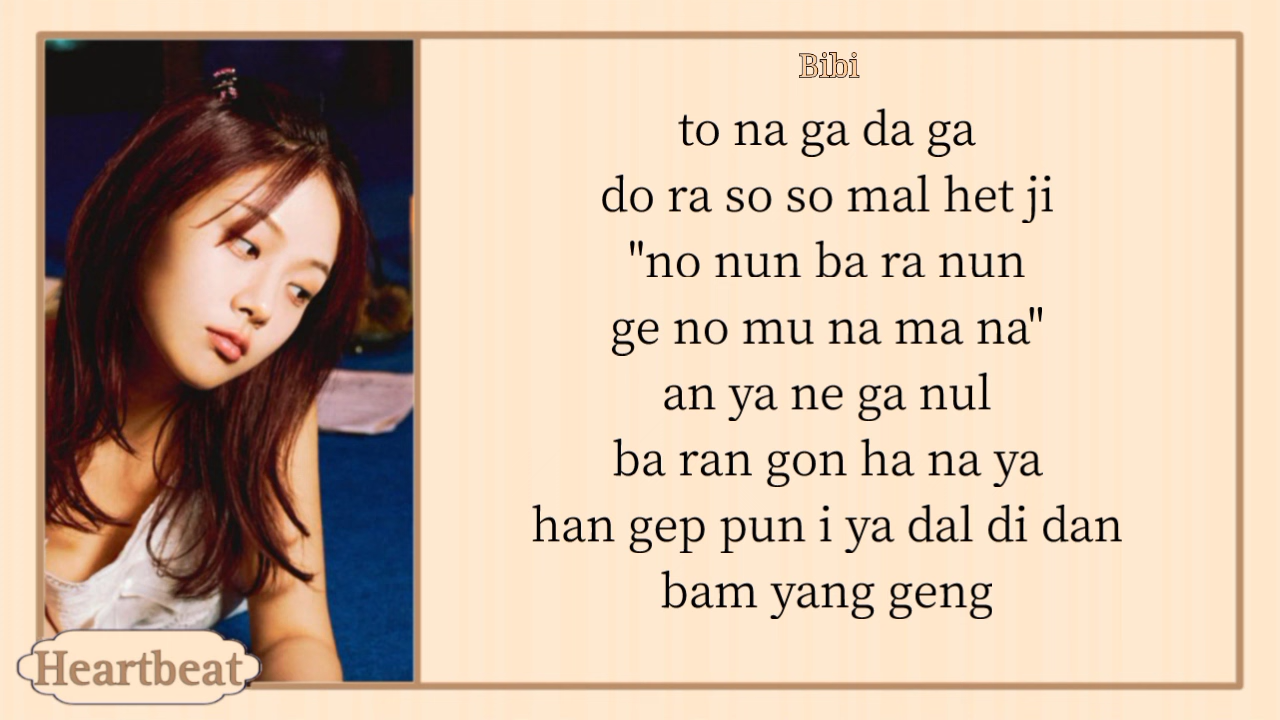 Bibi
to na ga da ga
do ra so so mal het ji
"no nun ba ra nun
ge no mu na ma na"
an ya ne ga nul
ba ran gon ha na ya
han gep pun i ya dal di dan
bam yang geng
Heartbeat